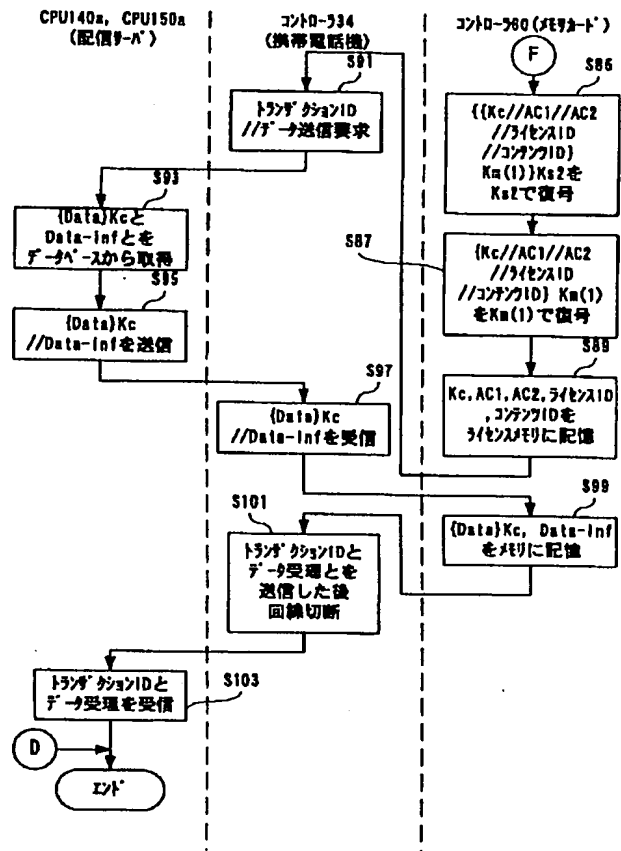 CPU140a, CPU150a
(配信ｻｰﾊﾞ)
ｺﾝﾄﾛｰﾗ34
(携帯電話機)
ｺﾝﾄﾛｰﾗ60(ﾒﾓﾘｶｰﾄﾞ)
F
S86
{{Kc//AC1//AC2
//ﾗｲｾﾝｽID
//ｺﾝﾃﾝﾂID}
Km(1)}Ks2を
Ks2で復号
S87
{Kc//AC1//AC2
//ﾗｲｾﾝｽID
//ｺﾝﾃﾝﾂID} Km(1)
をKm(1)で復号
S89
Kc,AC1,AC2,ﾗｲｾﾝｽID
,ｺﾝﾃﾝﾂIDを
ﾗｲｾﾝｽﾒﾓﾘに記憶
S91
ﾄﾗﾝｻﾞｸｼｮﾝID
//ﾃﾞｰﾀ送信要求
S93
{Data}Kcと
Data-infとを
ﾃﾞｰﾀﾍﾞｰｽから取得
S95
{Data}Kc
//Data-infを送信
S97
{Data}Kc
//Data-infを受信
S99
{Data}Kc, Data-inf
をﾒﾓﾘに記憶
S101
ﾄﾗﾝｻﾞｸｼｮﾝIDと
ﾃﾞｰﾀ受理とを
送信した後
回線切断
S103
ﾄﾗﾝｻﾞｸｼｮﾝIDと
ﾃﾞｰﾀ受理を受信
D
ｴﾝﾄﾞ